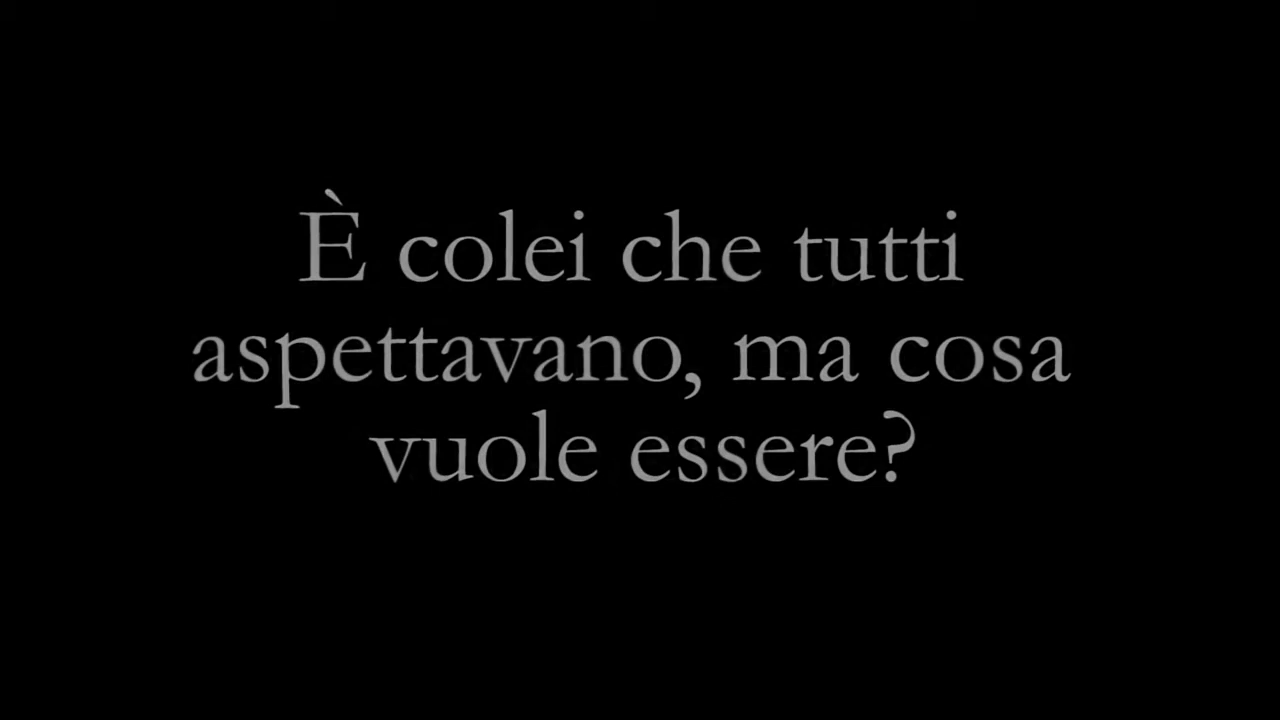 È colei che tutti
aspettavano, ma cosa
vuole essere?